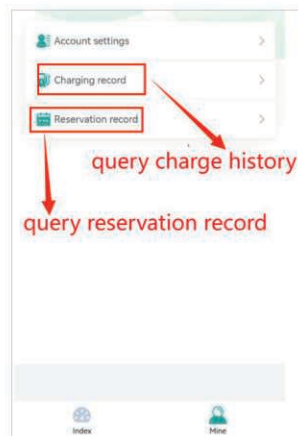 Account settings
Charging record
Reservation record
query charge history
query reservation record
Index
Mine